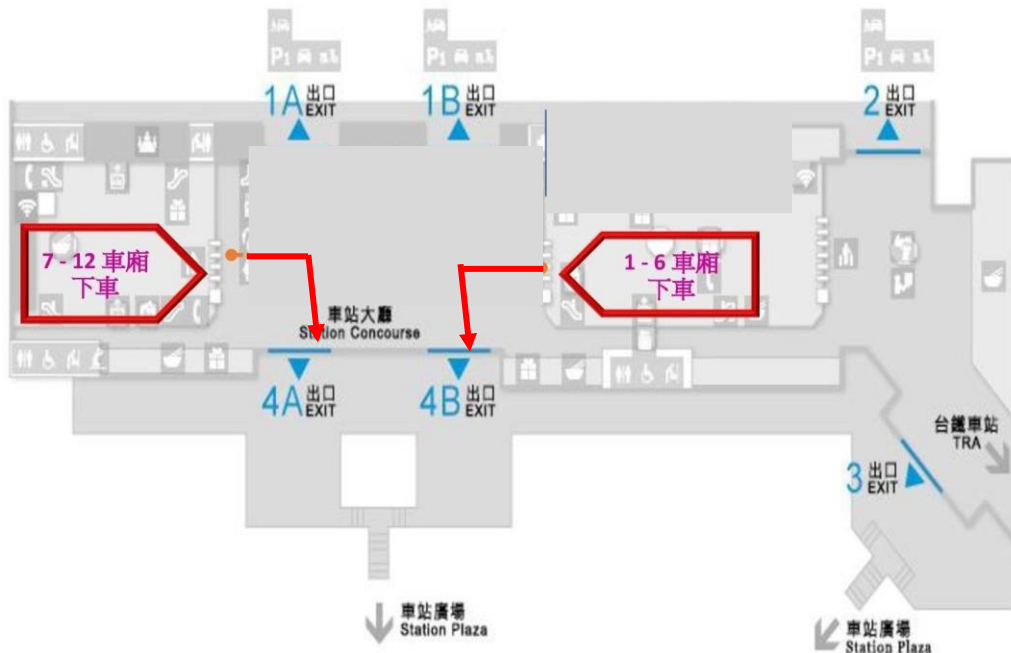 P1
P1
P1
1A 出口
EXIT
1B 出口
EXIT
2 出口
EXIT
7 - 12 車廂
下車
1 - 6 車廂
下車
車站大廳
Station Concourse
4A 出口
EXIT
4B 出口
EXIT
台鐵車站
TRA
3 出口
EXIT
車站廣場
Station Plaza
車站廣場
Station Plaza